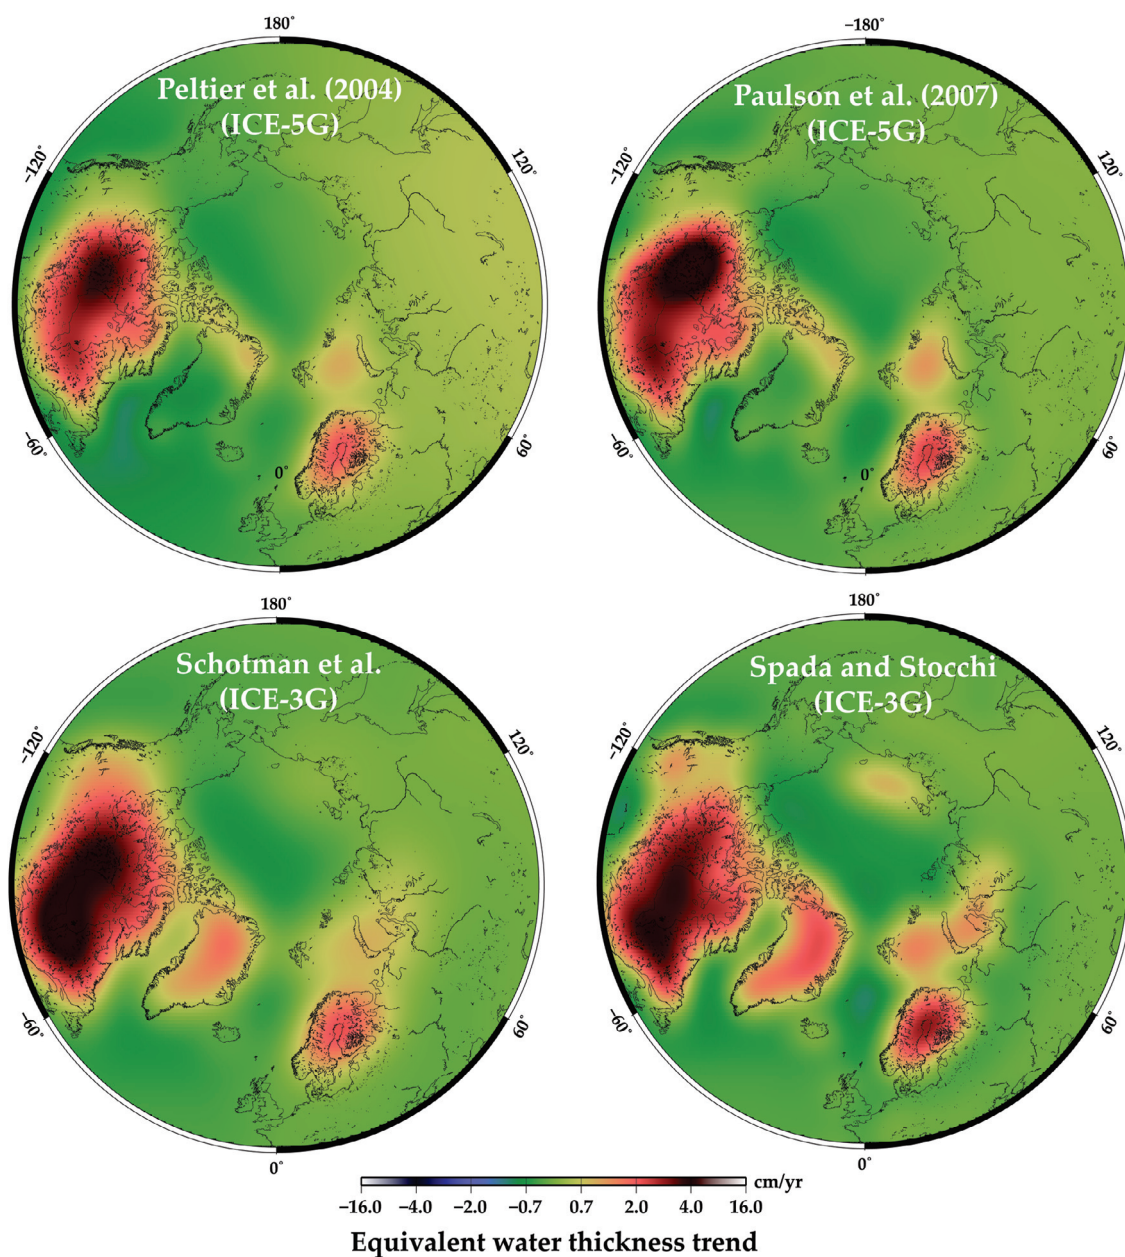 180°
−180°
Peltier et al. (2004)
(ICE-5G)
Paulson et al. (2007)
(ICE-5G)
−120°
120°
−120°
120°
−60°
60°
−60°
60°
0°
0°
180°
180°
Schotman et al.
(ICE-3G)
Spada and Stocchi
(ICE-3G)
−120°
120°
−120°
120°
−60°
60°
−60°
60°
0°
0°
cm/yr
−16.0 −4.0 −2.0 −0.7 0.7 2.0 4.0 16.0
Equivalent water thickness trend